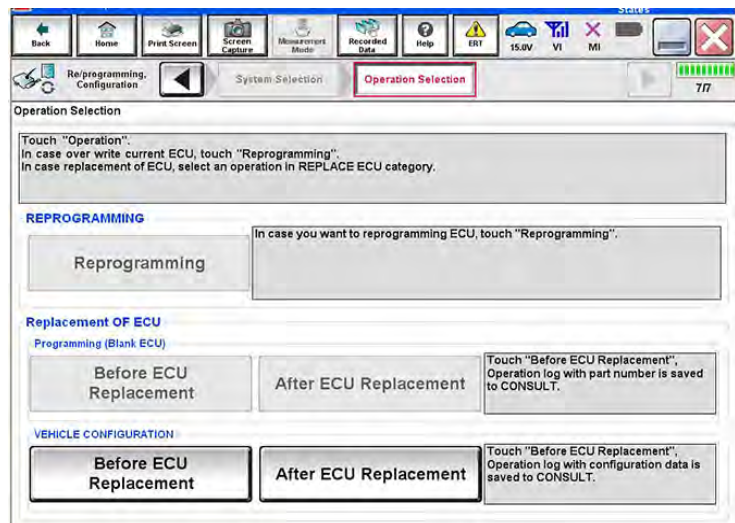 States
Back
Home
Print Screen
Screen Capture
Measurement Mode
Recorded Data
Help
ERT
15.0V
VI
MI
Re/programming, Configuration
System Selection
Operation Selection
7/7
Operation Selection
Touch "Operation".
In case over write current ECU, touch "Reprogramming".
In case replacement of ECU, select an operation in REPLACE ECU category.
REPROGRAMMING
Reprogramming
In case you want to reprogramming ECU, touch "Reprogramming".
Replacement OF ECU
Programming (Blank ECU)
Before ECU
Replacement
After ECU Replacement
Touch "Before ECU Replacement",
Operation log with part number is saved
to CONSULT.
VEHICLE CONFIGURATION
Before ECU
Replacement
After ECU Replacement
Touch "Before ECU Replacement",
Operation log with configuration data is
saved to CONSULT.